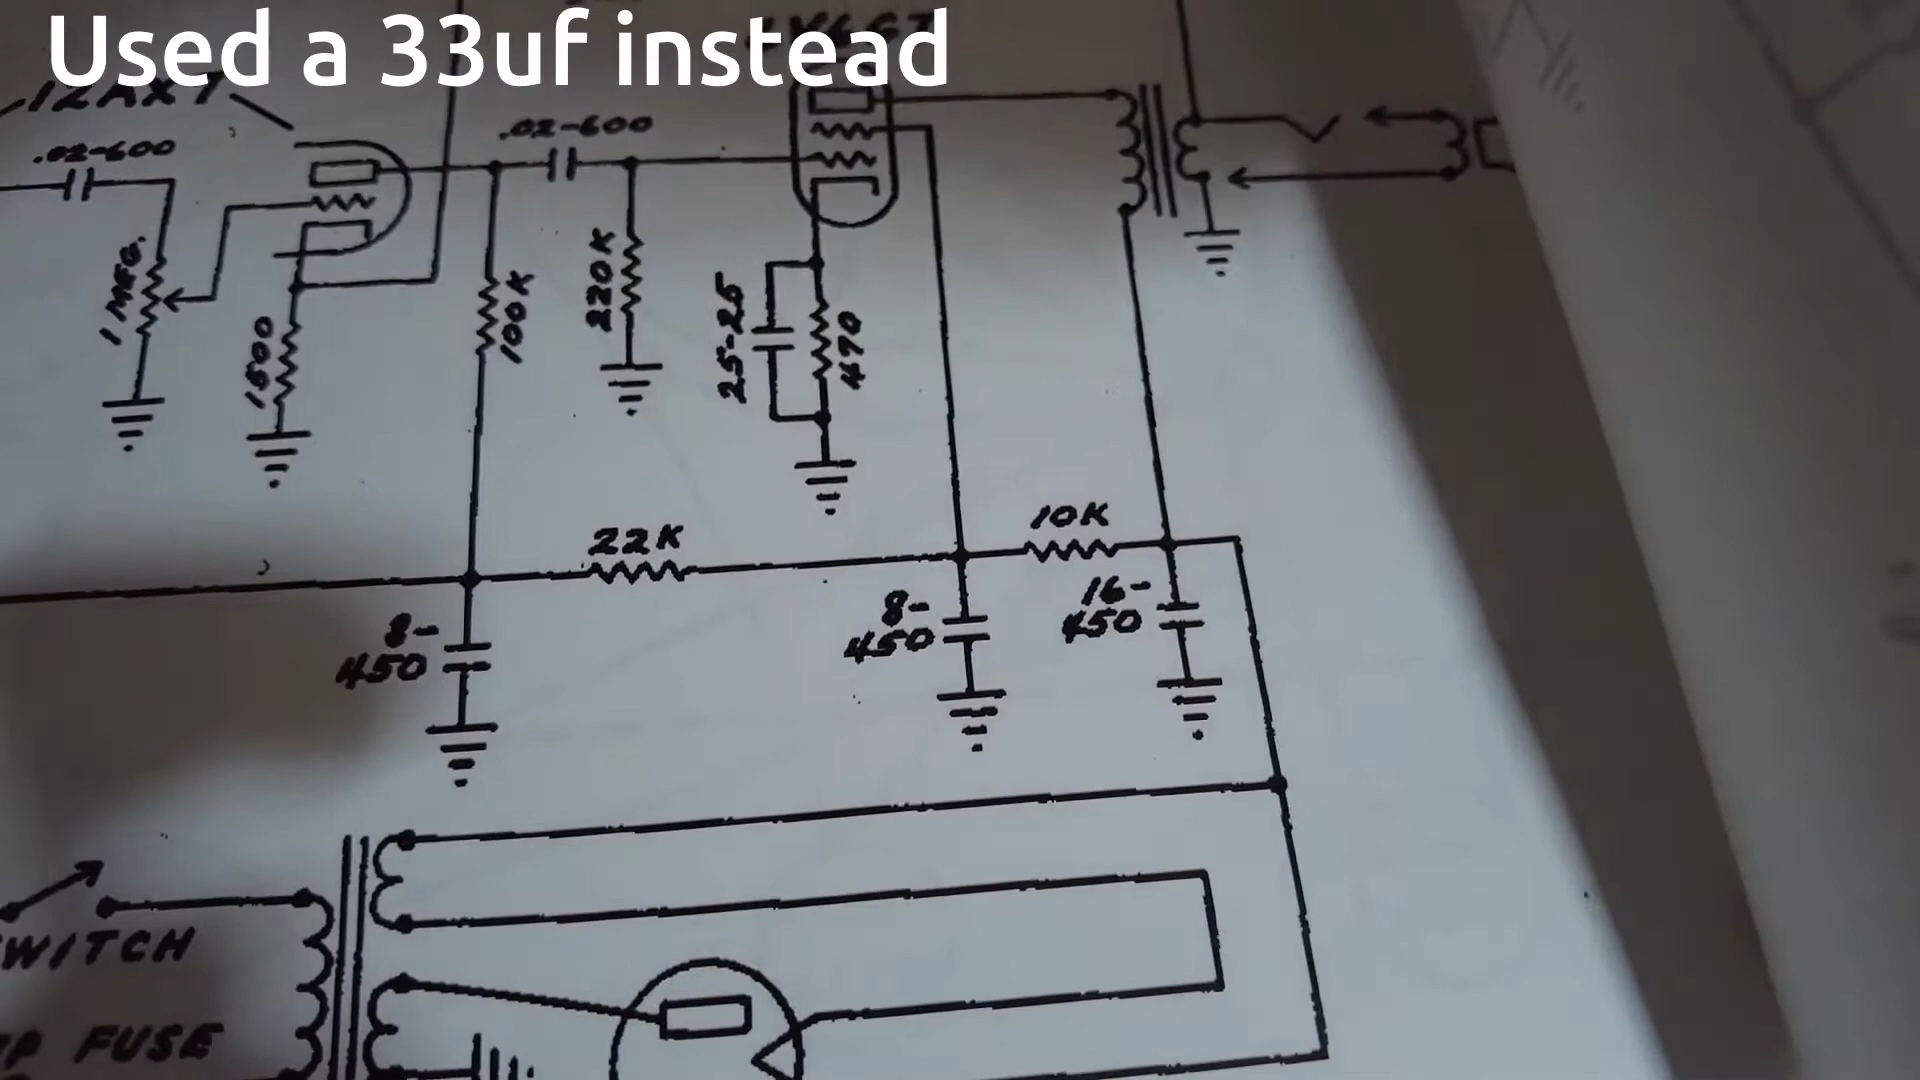 Used a 33uf instead
12AX7
.02-600
.02-600
1 MEG.
1500
100K
220K
25-25
470
22K
10K
8-
450
8-
450
16-
450
FUSE